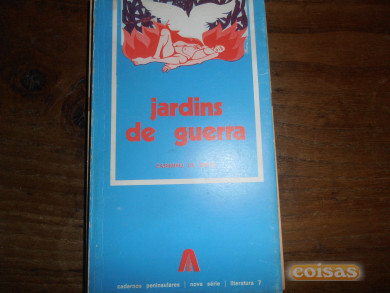 jardins
de guerra
cadernos peninsulares | nova série | literatura 7
coisas